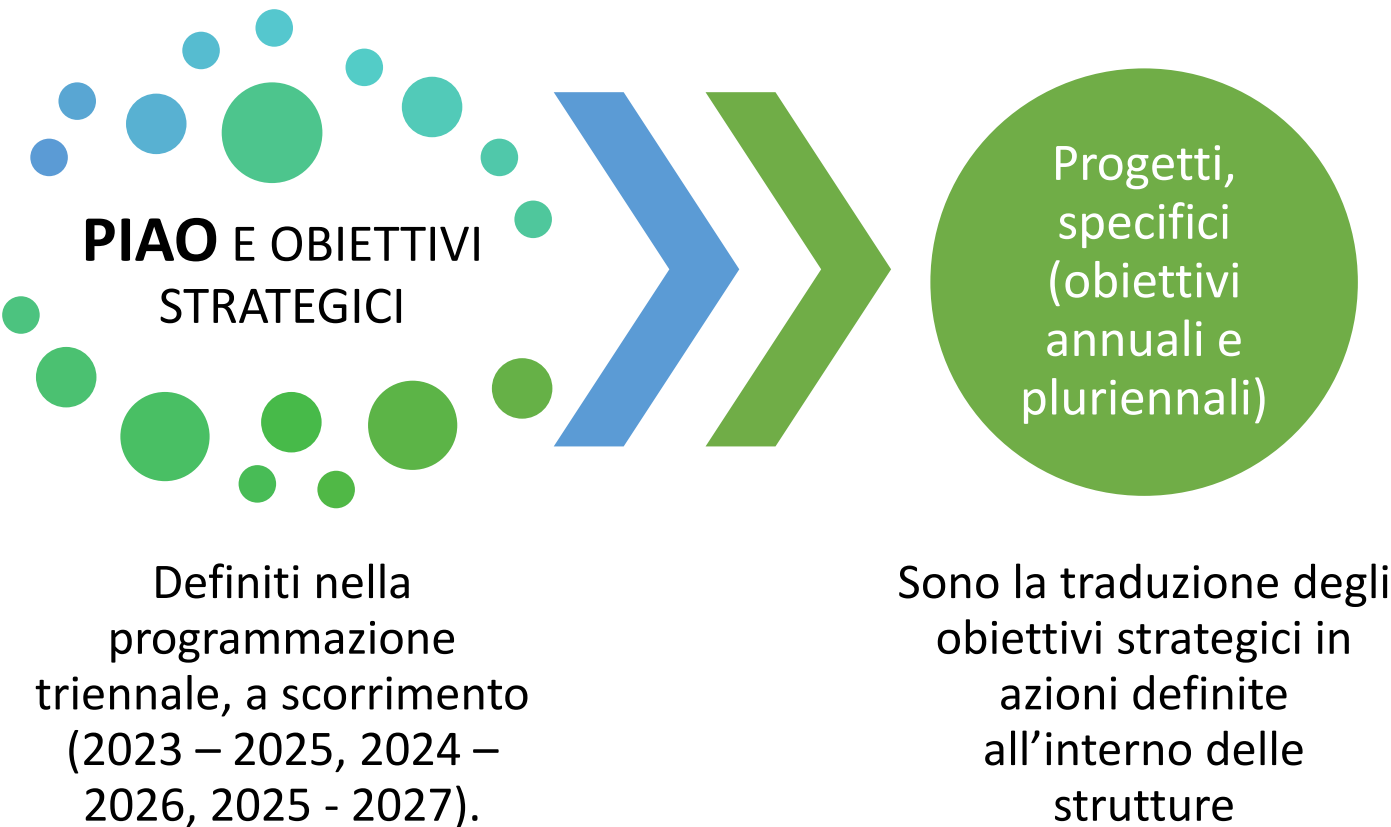 PIAO E OBIETTIVI
STRATEGICI
Definiti nella
programmazione
triennale, a scorrimento
(2023 – 2025, 2024 –
2026, 2025 - 2027).
Progetti,
specifici
(obiettivi
annuali e
pluriennali)
Sono la traduzione degli
obiettivi strategici in
azioni definite
all’interno delle
strutture